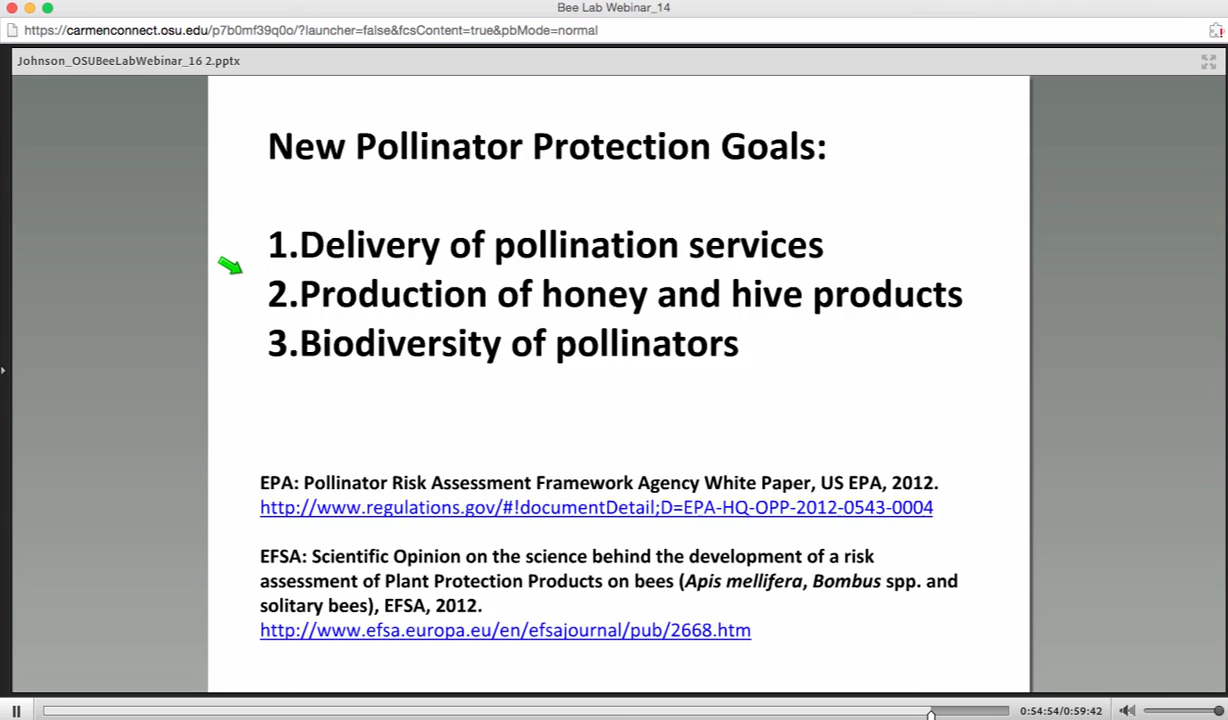 Bee Lab Webinar_14
https://carmenconnect.osu.edu/p7b0mf39q0o/?launcher=false&fcsContent=true&pbMode=normal
Johnson_OSUBeeLabWebinar_16 2.pptx
New Pollinator Protection Goals:
1.Delivery of pollination services
2.Production of honey and hive products
3.Biodiversity of pollinators
EPA: Pollinator Risk Assessment Framework Agency White Paper, US EPA, 2012.
http://www.regulations.gov/#!documentDetail;D=EPA-HQ-OPP-2012-0543-0004
EFSA: Scientific Opinion on the science behind the development of a risk
assessment of Plant Protection Products on bees (Apis mellifera, Bombus spp. and
solitary bees), EFSA, 2012.
http://www.efsa.europa.eu/en/efsajournal/pub/2668.htm
0:54:54/0:59:42